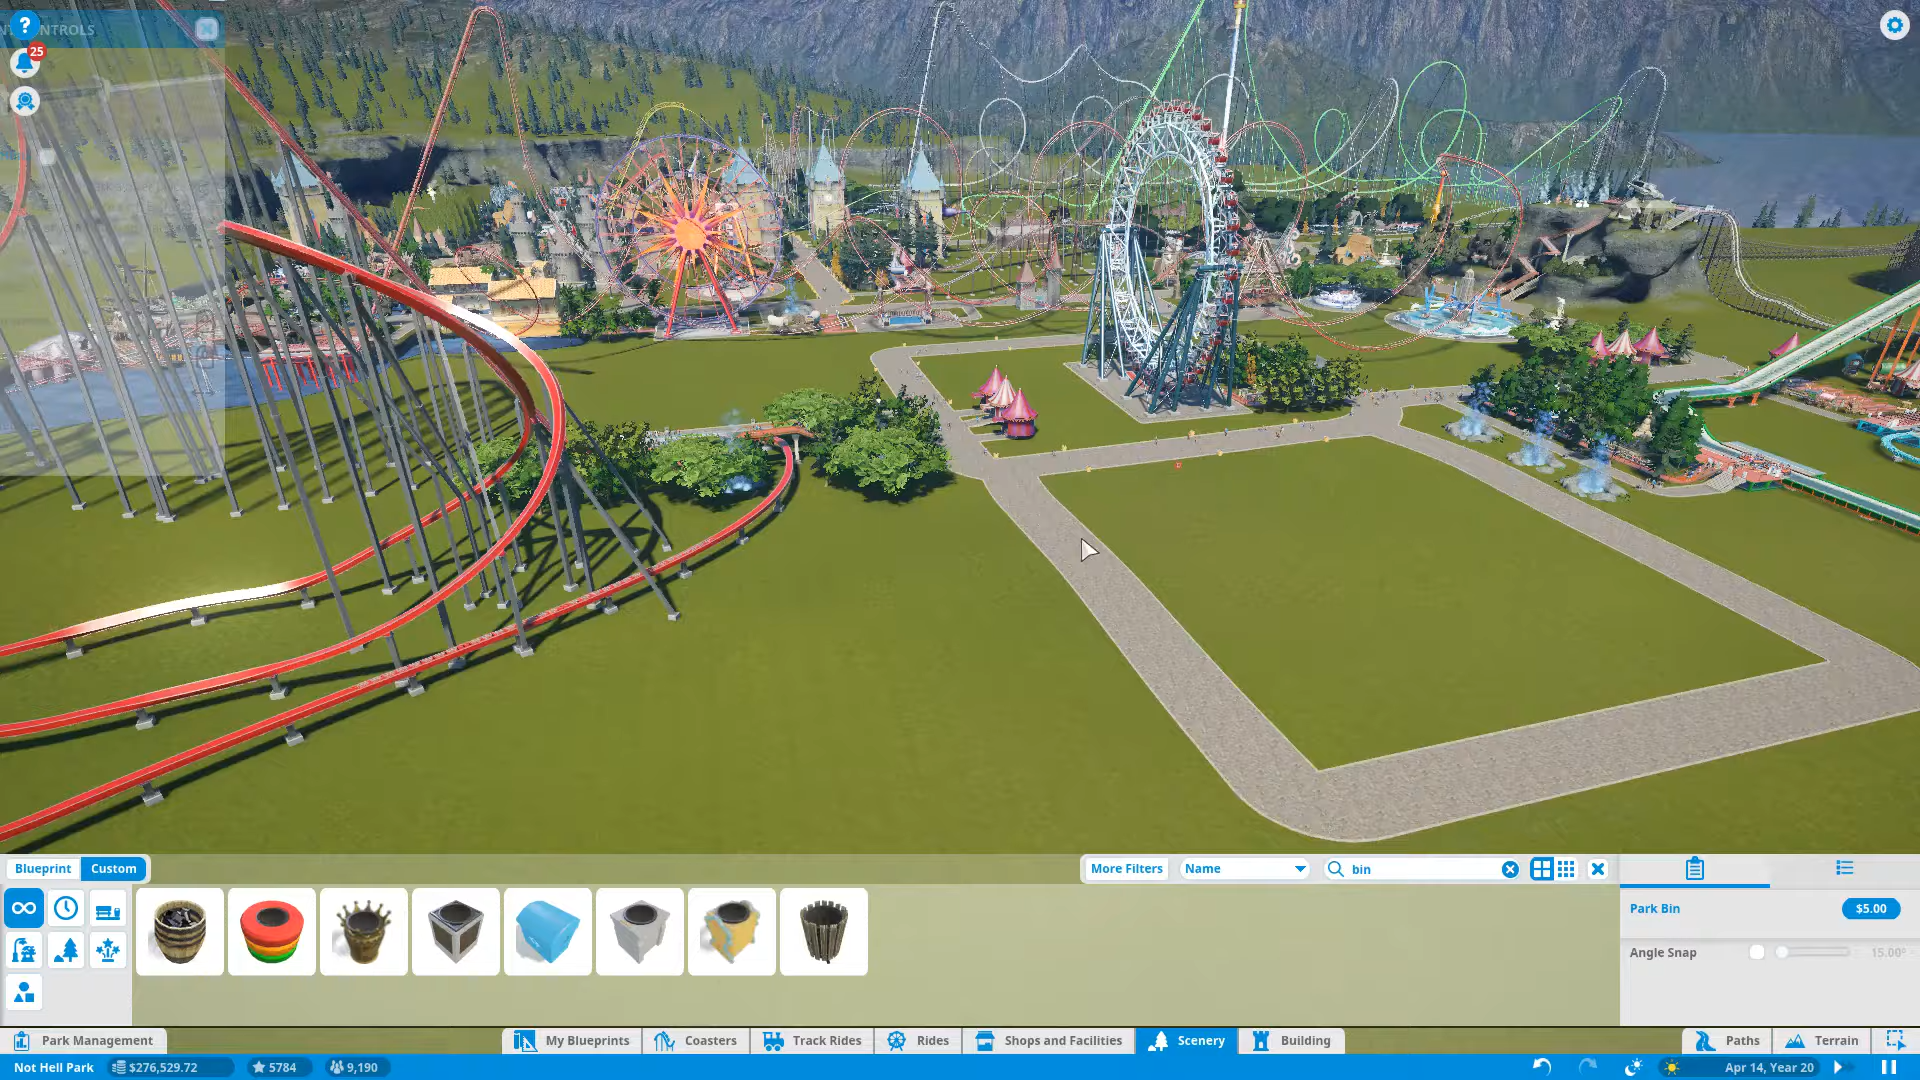 ?
NTROLS
25
Blueprint
Custom
More Filters
Name
bin
Park Bin
$5.00
Angle Snap
15.00°
Park Management
My Blueprints
Coasters
Track Rides
Rides
Shops and Facilities
Scenery
Building
Paths
Terrain
Not Hell Park
$276,529.72
5784
9,190
Apr 14, Year 20